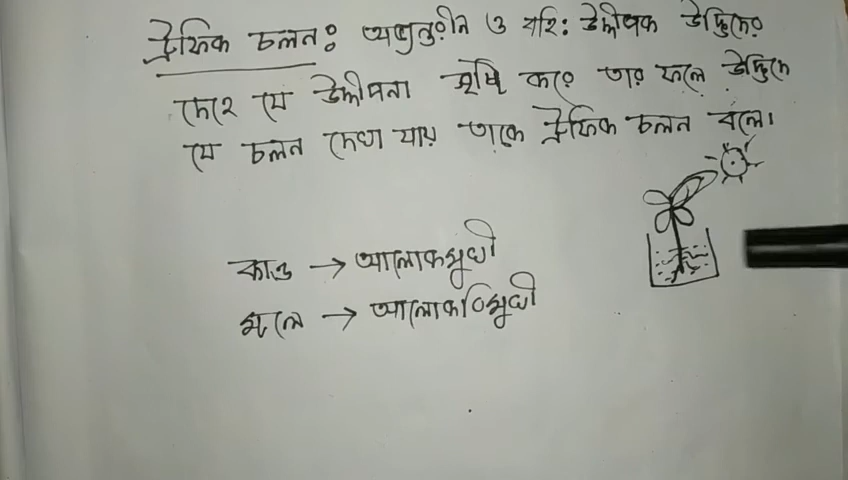 ট্রফিক চলনঃ অভ্যন্তরীন ও বহি: উদ্দীপক উদ্ভিদের
দেহে যে উদ্দীপনা সৃষ্টি করে তার ফলে উদ্ভিদে
যে চলন দেখা যায় তাকে ট্রফিক চলন বলে।
কান্ড → আলোকমুখী
মূলে → আলোকবিমুখী